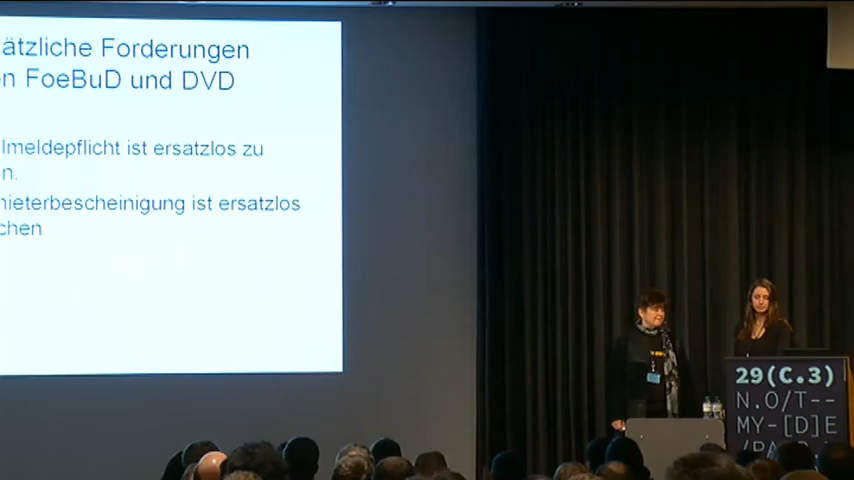 ätzliche Forderungen
n FoeBuD und DVD
lmeldepflicht ist ersatzlos zu
n.
nieterbescheinigung ist ersatzlos
chen
29(C.3)
N.O/T--
MY-[D]E